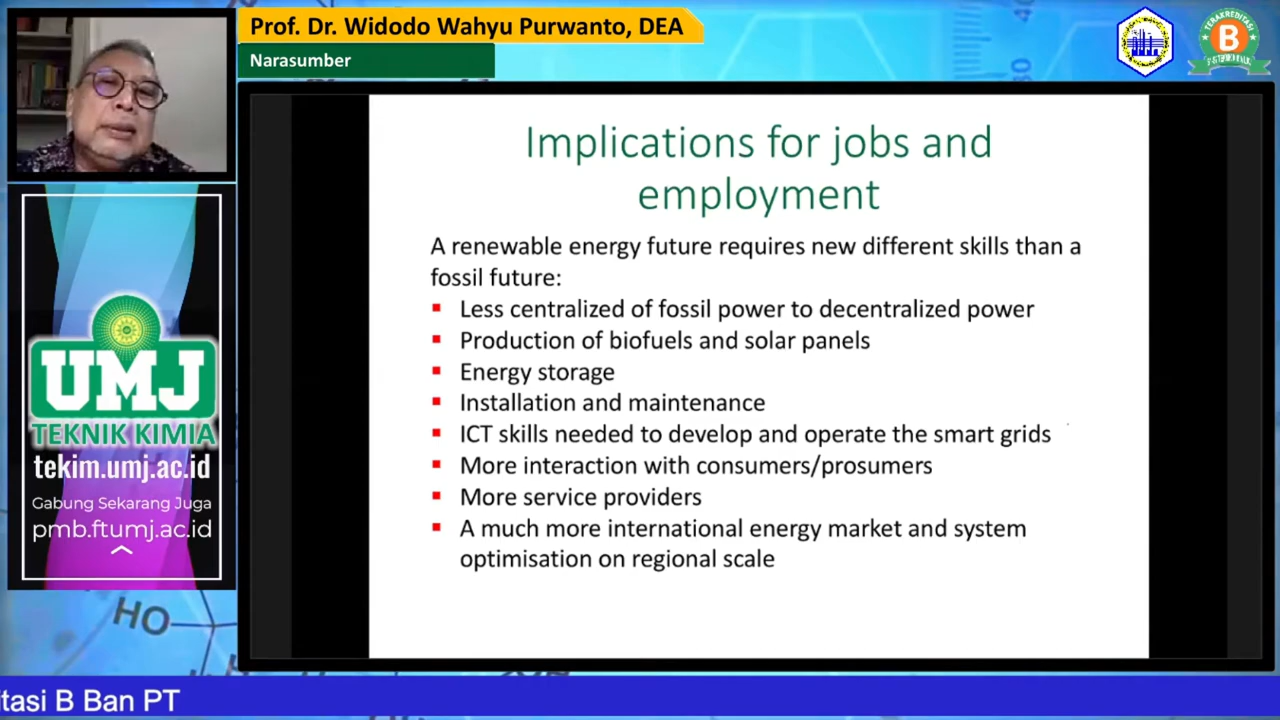 Prof. Dr. Widodo Wahyu Purwanto, DEA
Narasumber
TERAKREDITASI
B
Implications for jobs and
employment
A renewable energy future requires new different skills than a
fossil future:
Less centralized of fossil power to decentralized power
Production of biofuels and solar panels
Energy storage
Installation and maintenance
ICT skills needed to develop and operate the smart grids
More interaction with consumers/prosumers
More service providers
A much more international energy market and system
optimisation on regional scale
UMJ
TEKNIK KIMIA
tekim.umj.ac.id
Gabung Sekarang Juga
pmb.ftumj.ac.id
HO
itasi B Ban PT